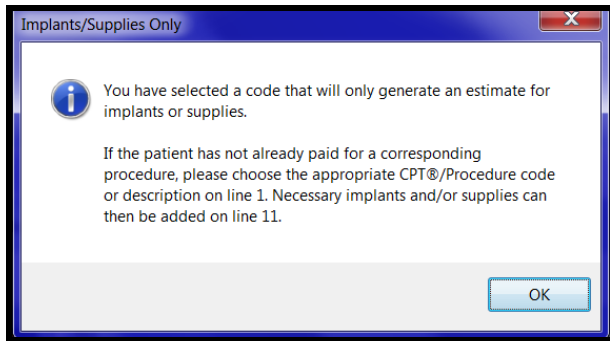 Implants/Supplies Only
You have selected a code that will only generate an estimate for
implants or supplies.
If the patient has not already paid for a corresponding
procedure, please choose the appropriate CPT®/Procedure code
or description on line 1. Necessary implants and/or supplies can
then be added on line 11.
OK